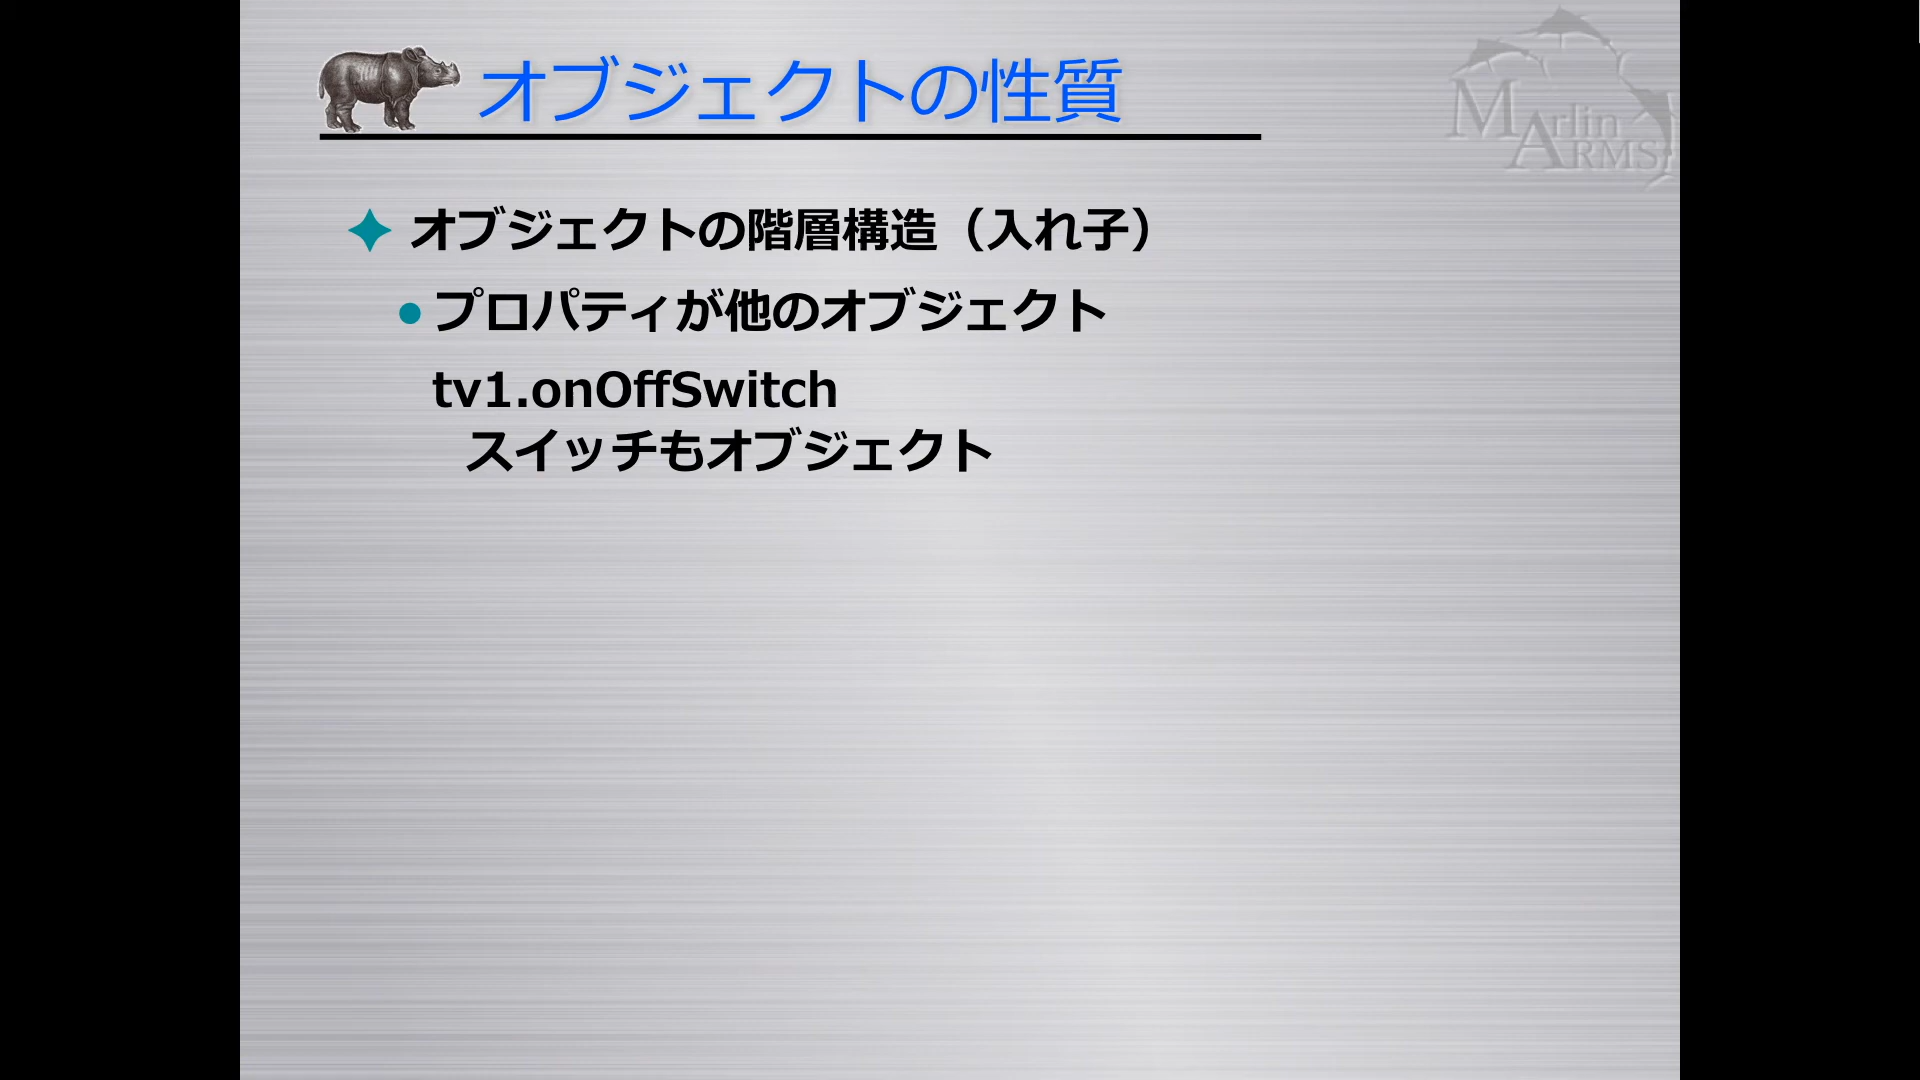 オブジェクトの性質
Marlin
ARMS
オブジェクトの階層構造（入れ子）
プロパティが他のオブジェクト
tv1.onOffSwitch
スイッチもオブジェクト